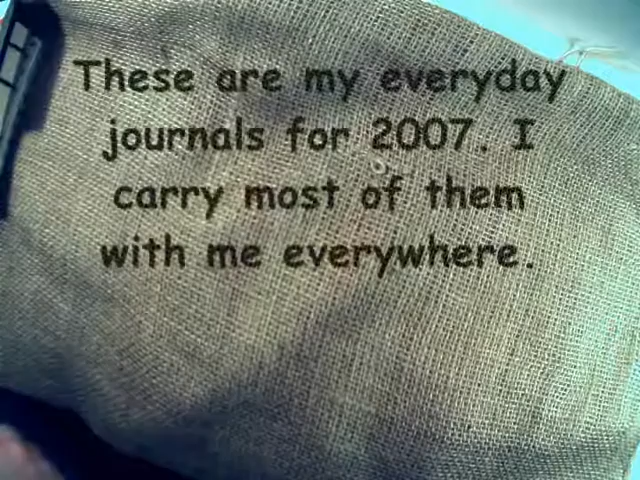 These are my everyday
journals for 2007. I
carry most of them
with me everywhere.